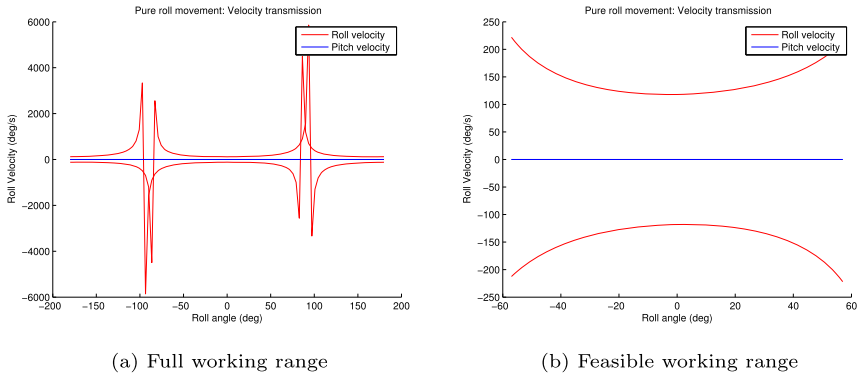 Pure roll movement: Velocity transmission
6000
4000
2000
0
−2000
−4000
−6000
Roll Velocity (deg/s)
Roll velocity
Pitch velocity
−200 −150 −100 −50 0 50 100 150 200
Roll angle (deg)
(a) Full working range
Pure roll movement: Velocity transmission
250
200
150
100
50
0
−50
−100
−150
−200
−250
Roll Velocity (deg/s)
Roll velocity
Pitch velocity
−60 −40 −20 0 20 40 60
Roll angle (deg)
(b) Feasible working range